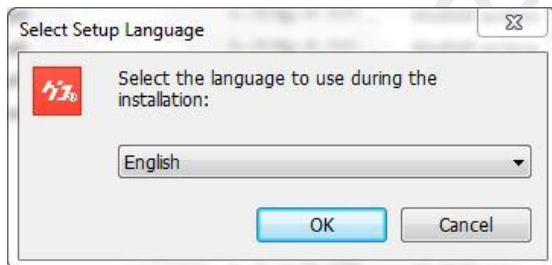 Select Setup Language
Select the language to use during the
installation:
English
OK
Cancel